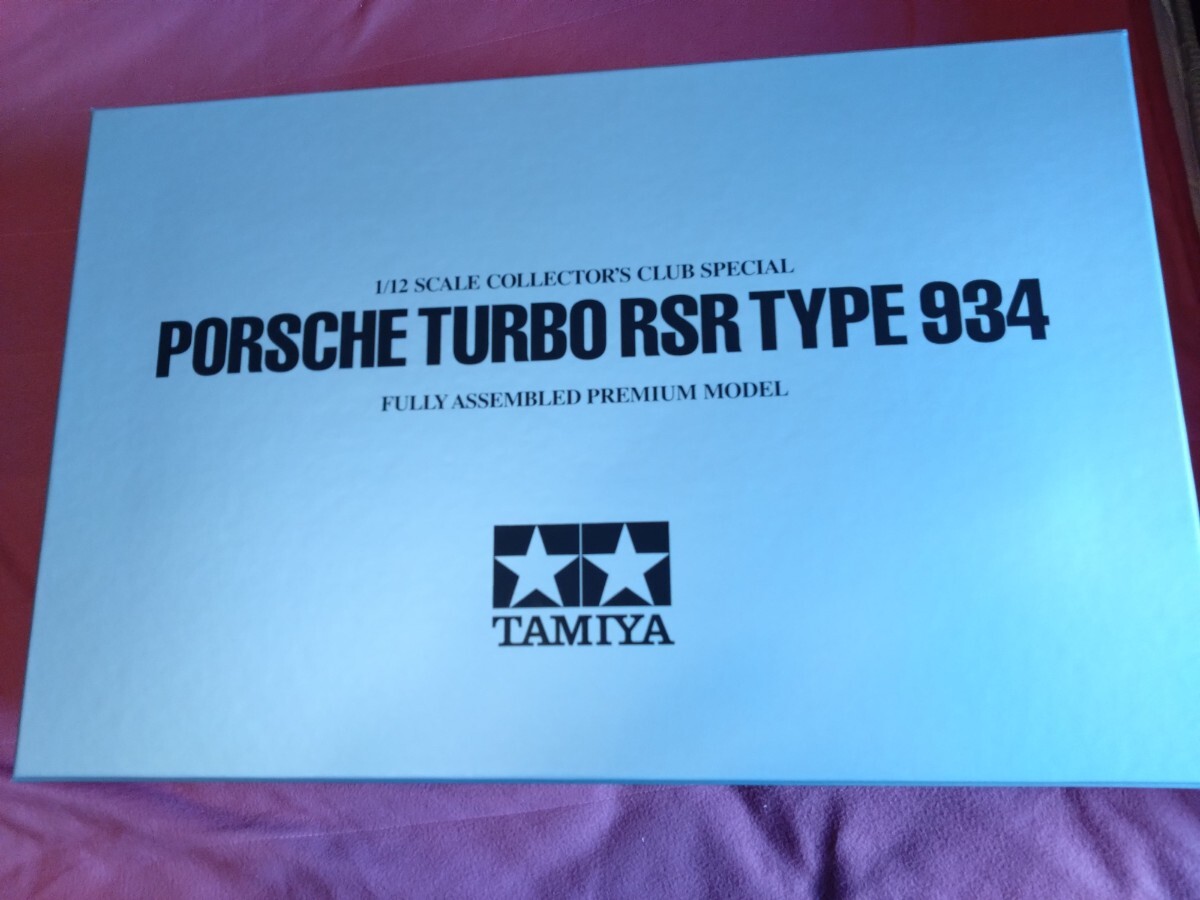 1/12 SCALE COLLECTOR'S CLUB SPECIAL
PORSCHE TURBO RSR TYPE 934
FULLY ASSEMBLED PREMIUM MODEL
TAMIYA